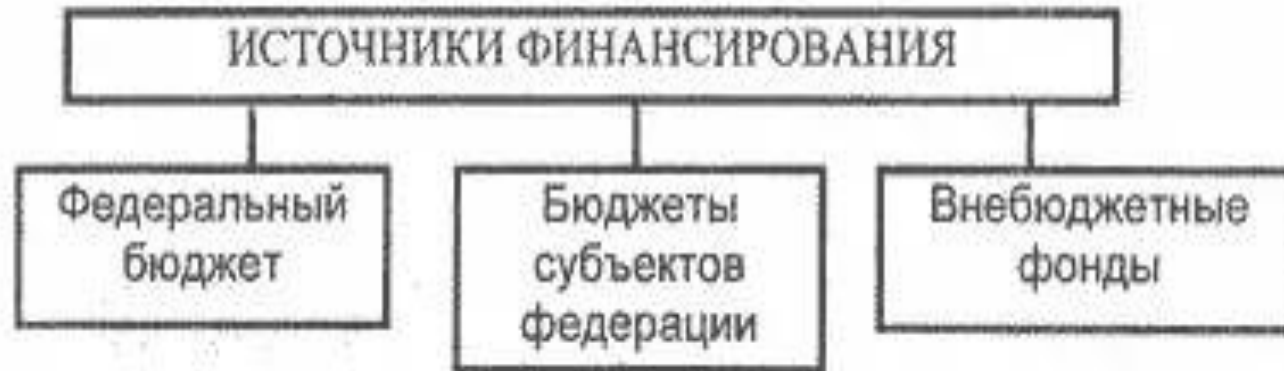 ИСТОЧНИКИ ФИНАНСИРОВАНИЯ
Федеральный
бюджет
Бюджеты
субъектов
федерации
Внебюджетные
фонды